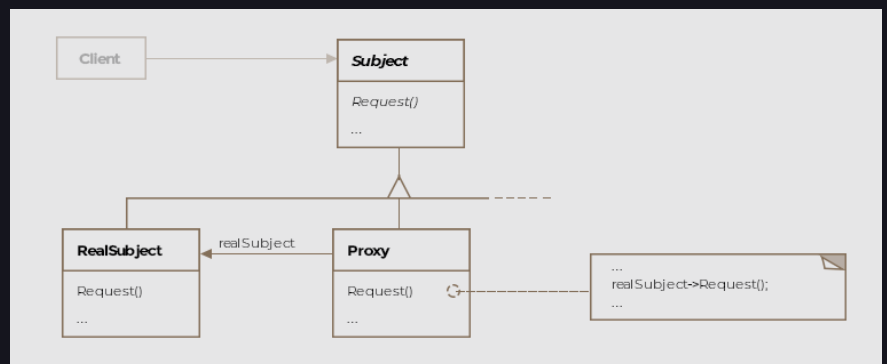 Client
Subject
Request()
...
RealSubject
Request()
...
realSubject
Proxy
Request()
...
...
realSubject->Request();
...